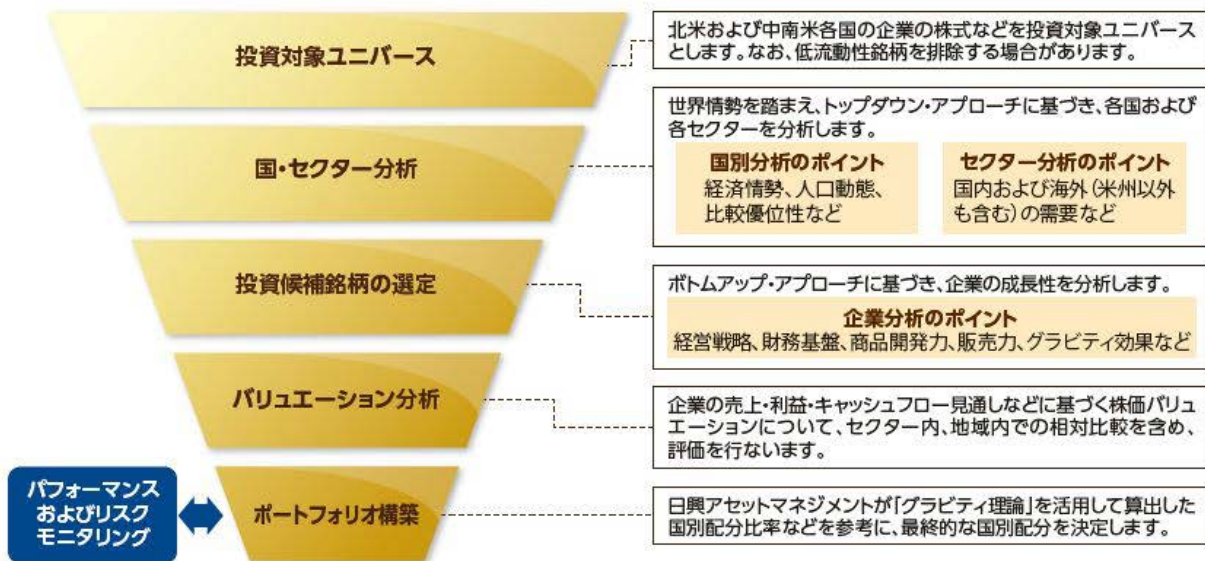 投資対象ユニバース
北米および中南米各国の企業の株式などを投資対象ユニバース
とします。なお、低流動性銘柄を排除する場合があります。
国・セクター分析
世界情勢を踏まえ、トップダウン・アプローチに基づき、各国および
各セクターを分析します。
国別分析のポイント
経済情勢、人口動態、
比較優位性など
セクター分析のポイント
国内および海外(米州以外
も含む)の需要など
投資候補銘柄の選定
ボトムアップ・アプローチに基づき、企業の成長性を分析します。
企業分析のポイント
経営戦略、財務基盤、商品開発力、販売力、グラビティ効果など
バリュエーション分析
企業の売上・利益・キャッシュフロー見通しなどに基づく株価バリュ
エーションについて、セクター内、地域内での相対比較を含め、
評価を行ないます。
パフォーマンス
およびリスク
モニタリング
ポートフォリオ構築
日興アセットマネジメントが「グラビティ理論」を活用して算出した
国別配分比率などを参考に、最終的な国別配分を決定します。